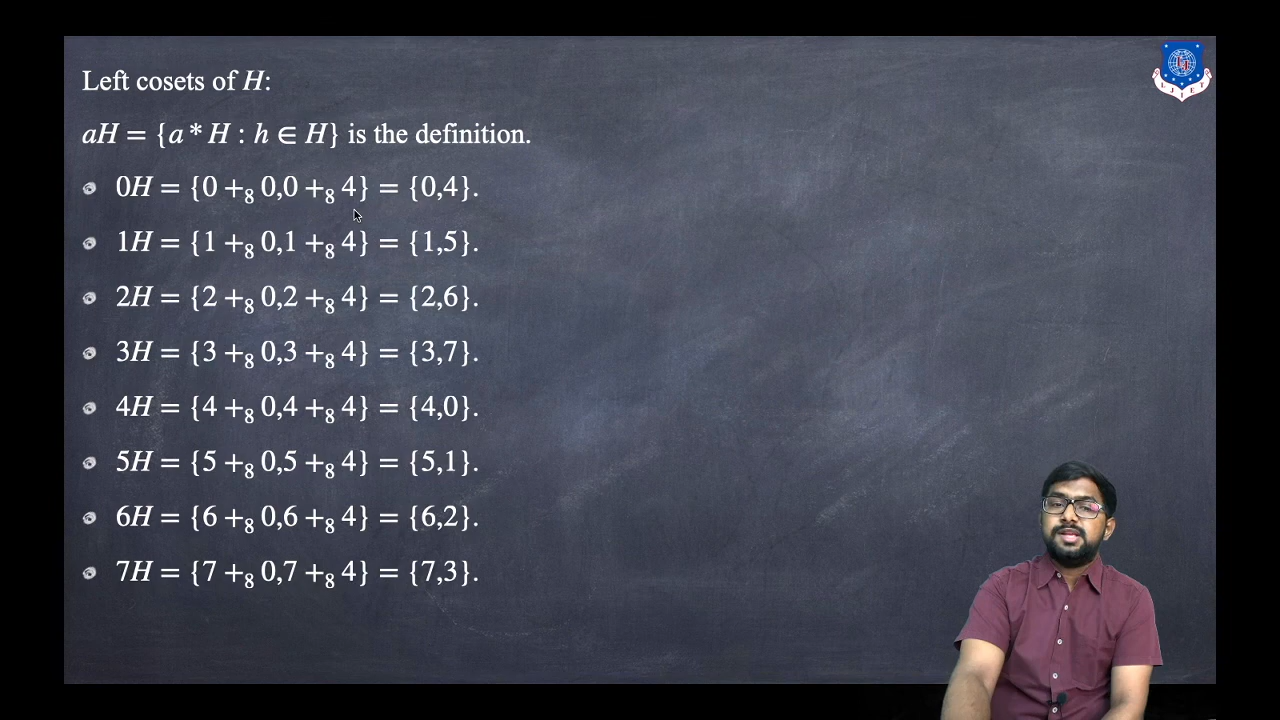 Left cosets of H:
aH = {a * H : h ∈ H} is the definition.
0H = {0 +₈ 0,0 +₈ 4} = {0,4}.
1H = {1 +₈ 0,1 +₈ 4} = {1,5}.
2H = {2 +₈ 0,2 +₈ 4} = {2,6}.
3H = {3 +₈ 0,3 +₈ 4} = {3,7}.
4H = {4 +₈ 0,4 +₈ 4} = {4,0}.
5H = {5 +₈ 0,5 +₈ 4} = {5,1}.
6H = {6 +₈ 0,6 +₈ 4} = {6,2}.
7H = {7 +₈ 0,7 +₈ 4} = {7,3}.